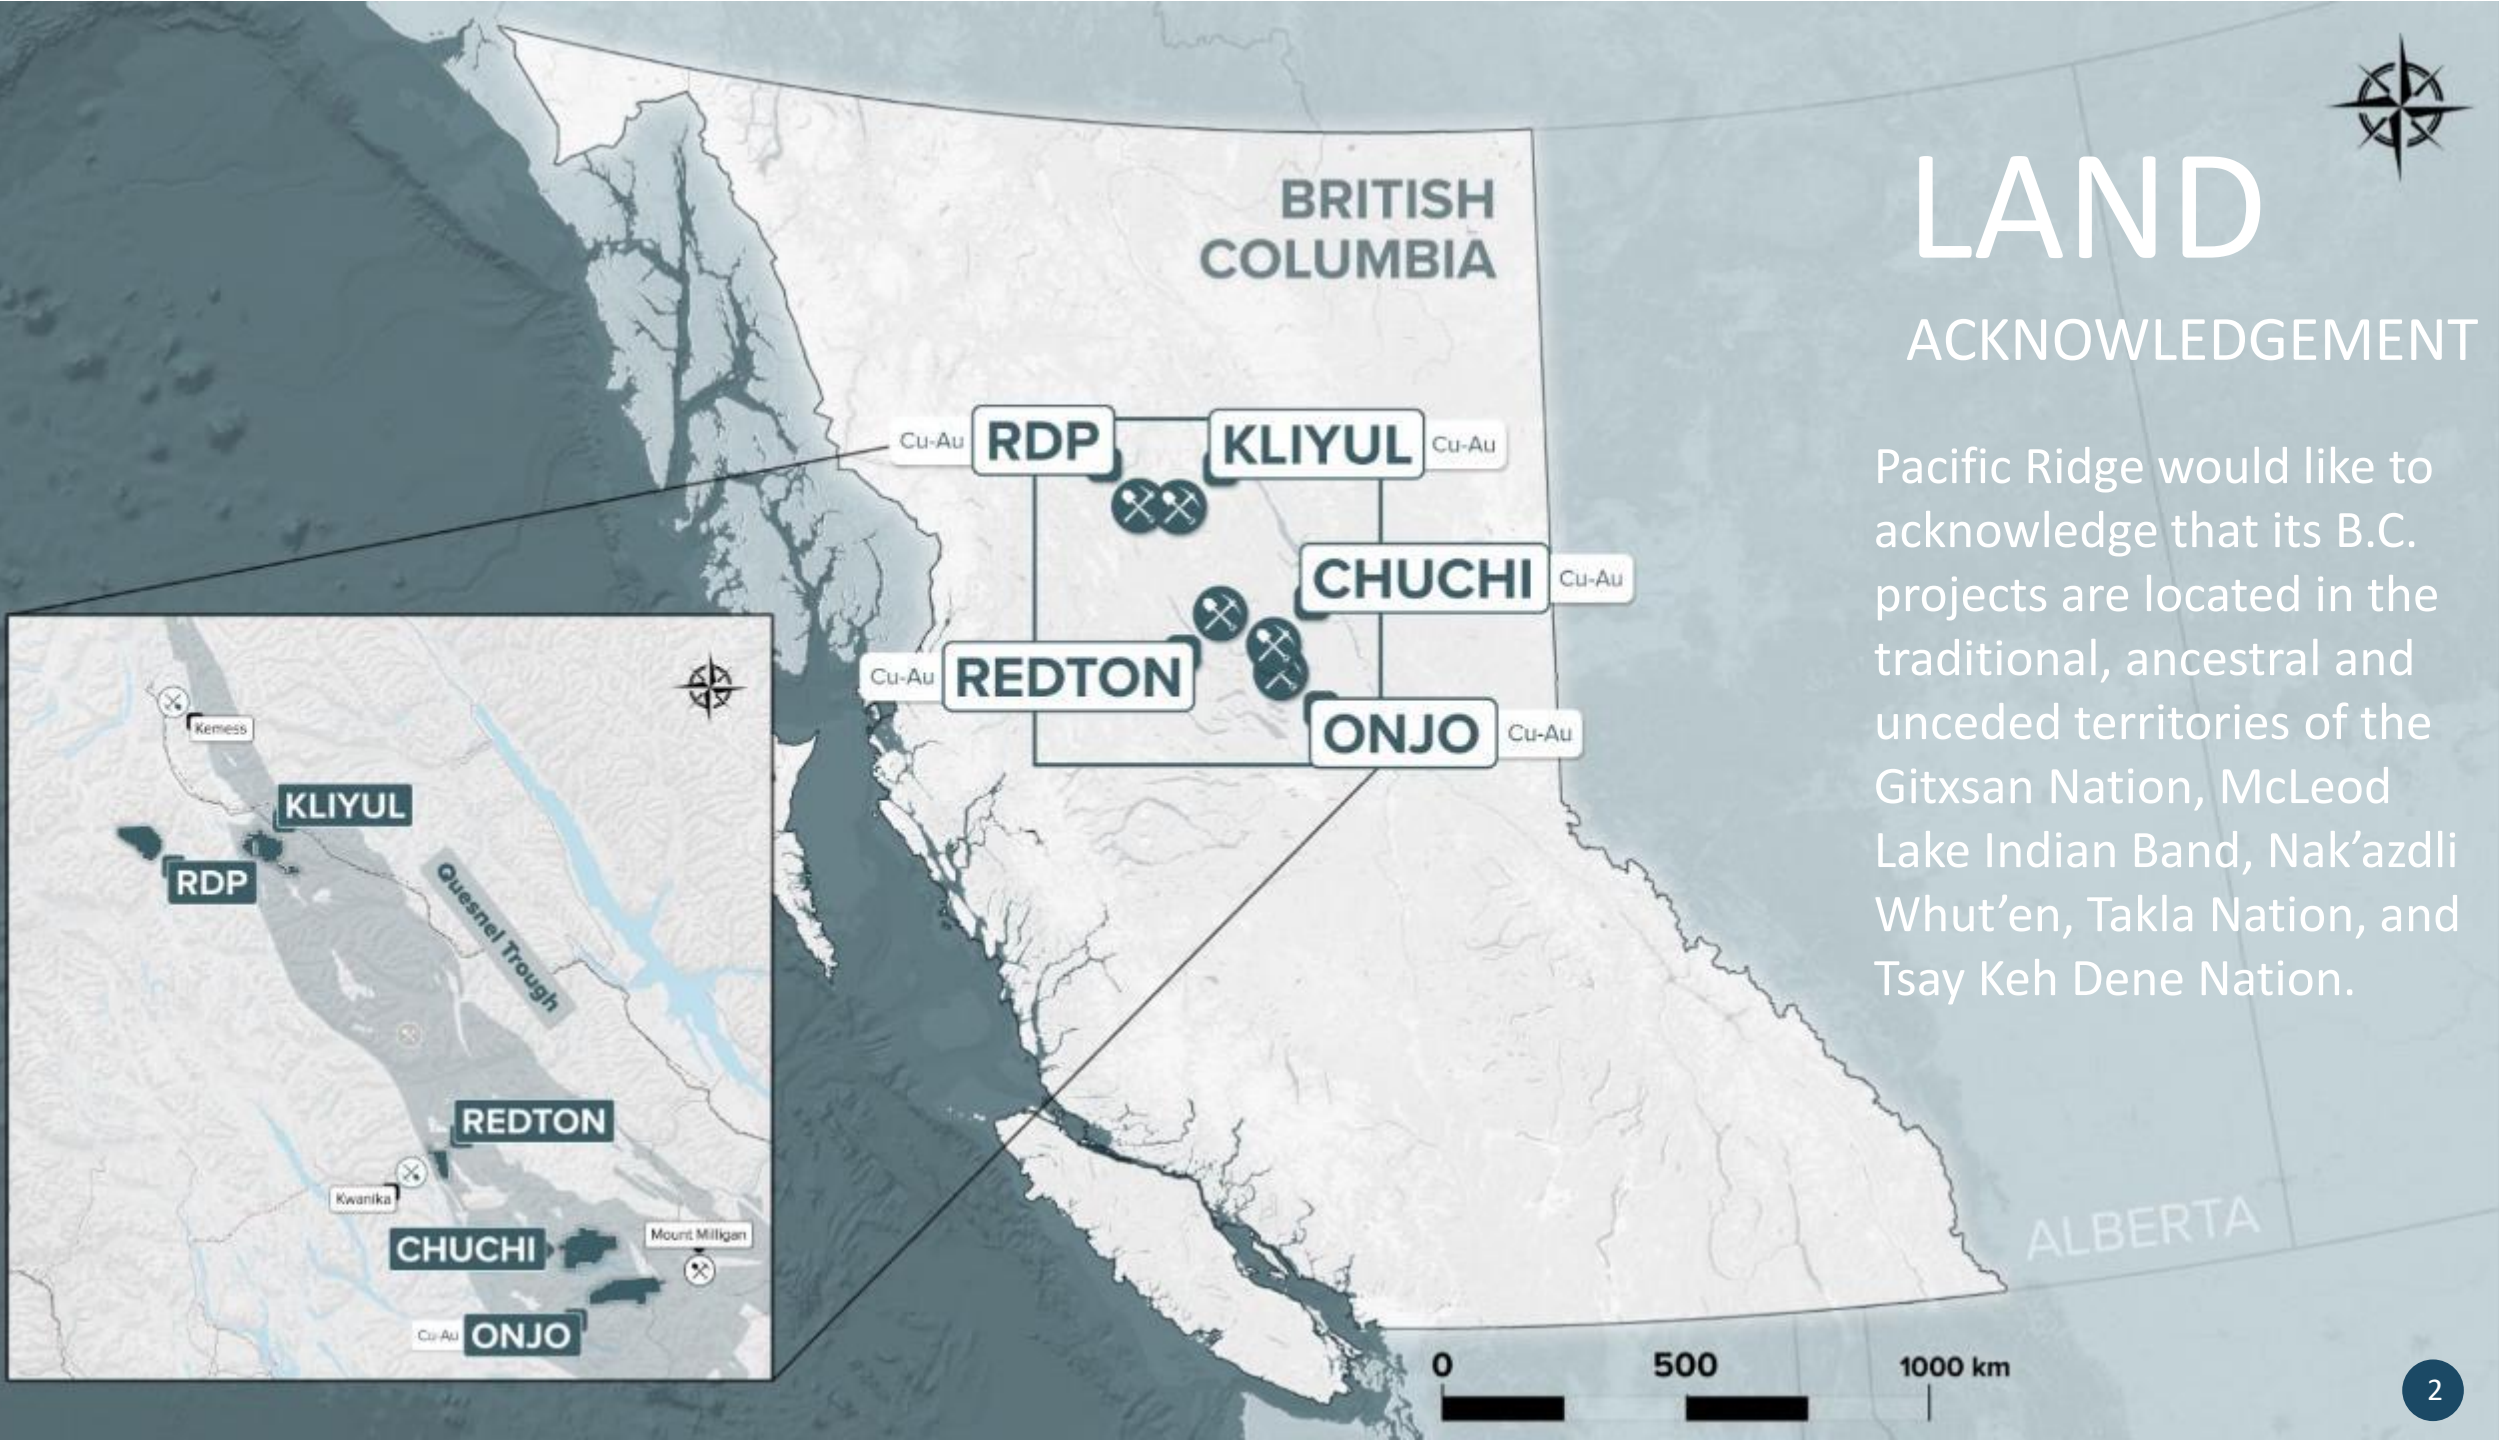 LAND
ACKNOWLEDGEMENT
Pacific Ridge would like to
acknowledge that its B.C.
projects are located in the
traditional, ancestral and
unceded territories of the
Gitxsan Nation, McLeod
Lake Indian Band, Nak’azdli
Whut’en, Takla Nation, and
Tsay Keh Dene Nation.
BRITISH
COLUMBIA
Cu-Au RDP
KLIYUL Cu-Au
CHUCHI Cu-Au
Cu-Au REDTON
ONJO Cu-Au
Kemess
KLIYUL
RDP
Quesnel Trough
REDTON
Kwanika
CHUCHI
Mount Milligan
Cu-Au ONJO
ALBERTA
0 500 1000 km
2